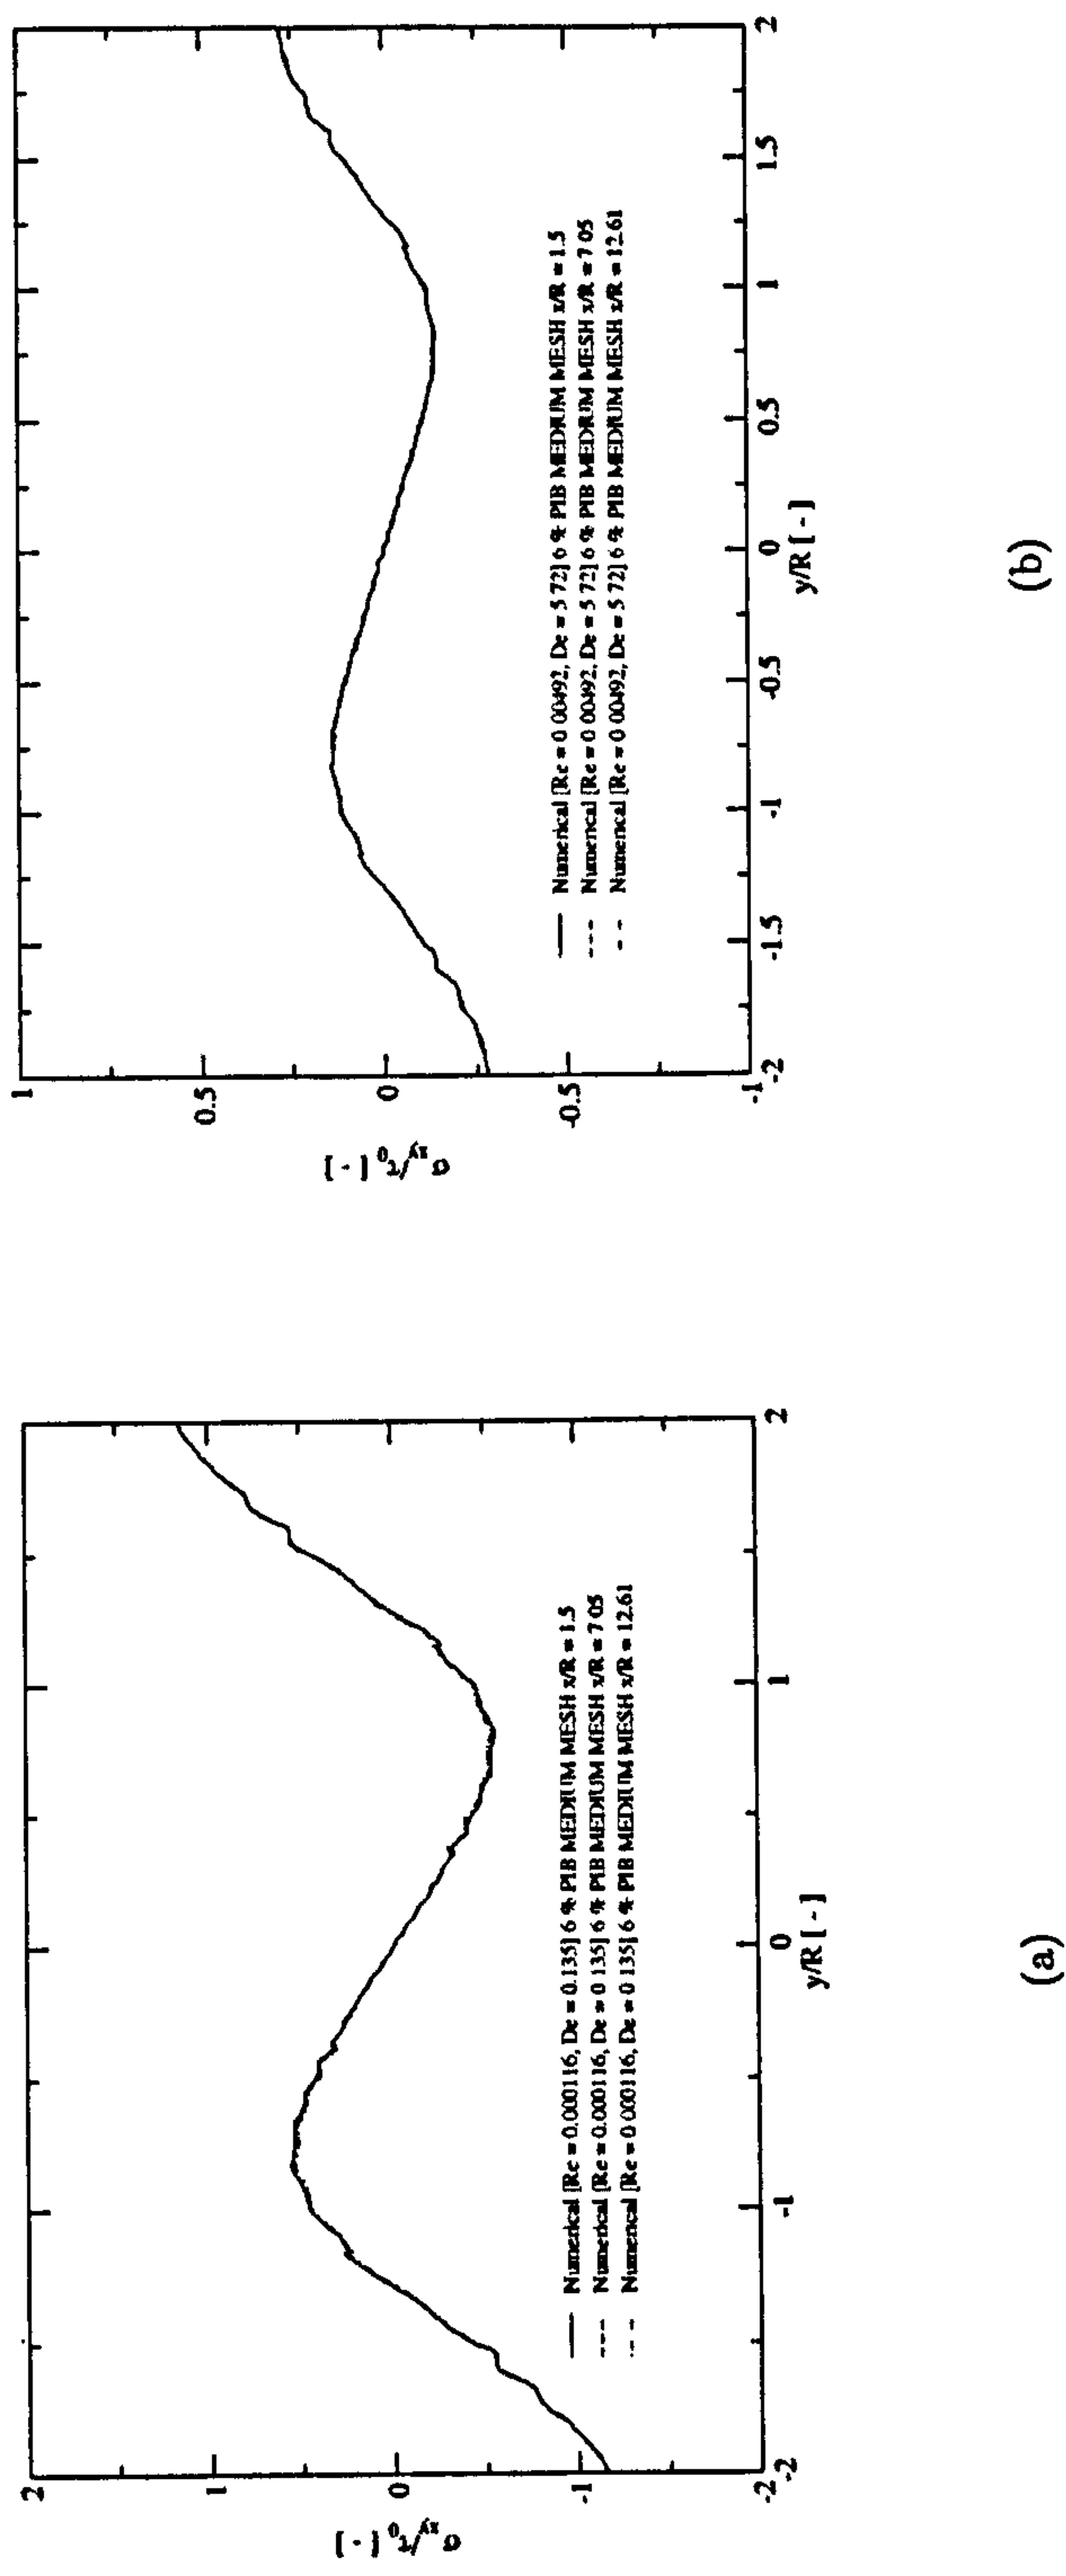 2
1
0
-1
-2
σxy/τ0 [ - ]
-2
-1
0
1
2
y/R [ - ]
Numerical [Re = 0.000116, De = 0.135] 6 % PIB MEDIUM MESH x/R = 1.5
Numerical [Re = 0.000116, De = 0 135] 6 % PIB MEDIUM MESH x/R = 7 05
Numerical [Re = 0 000116, De = 0 135] 6 % PIB MEDIUM MESH x/R = 12.61
(a)
1
0.5
0
-0.5
-1
σxy/τ0 [ - ]
-2
-1.5
-1
-0.5
0
0.5
1
1.5
2
y/R [ - ]
Numerical [Re = 0 00492, De = 5 72] 6 % PIB MEDIUM MESH x/R = 1.5
Numerical [Re = 0 00492, De = 5 72] 6 % PIB MEDIUM MESH x/R = 7 05
Numerical [Re = 0 00492, De = 5 72] 6 % PIB MEDIUM MESH x/R = 12.61
(b)